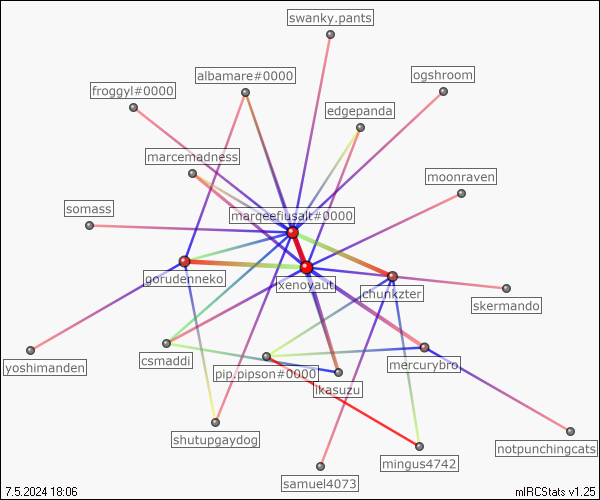 swanky.pants
albamare#0000
ogshroom
froggyl#0000
edgepanda
marcemadness
moonraven
somass
marqeefiusalt#0000
gorudenneko
xenoyaut
chunkzter
skermando
yoshimanden
csmaddi
pip.pipson#0000
mercurybro
ikasuzu
shutupgaydog
notpunchingcats
mingus4742
samuel4073
7.5.2024 18:06
mIRCStats v1.25